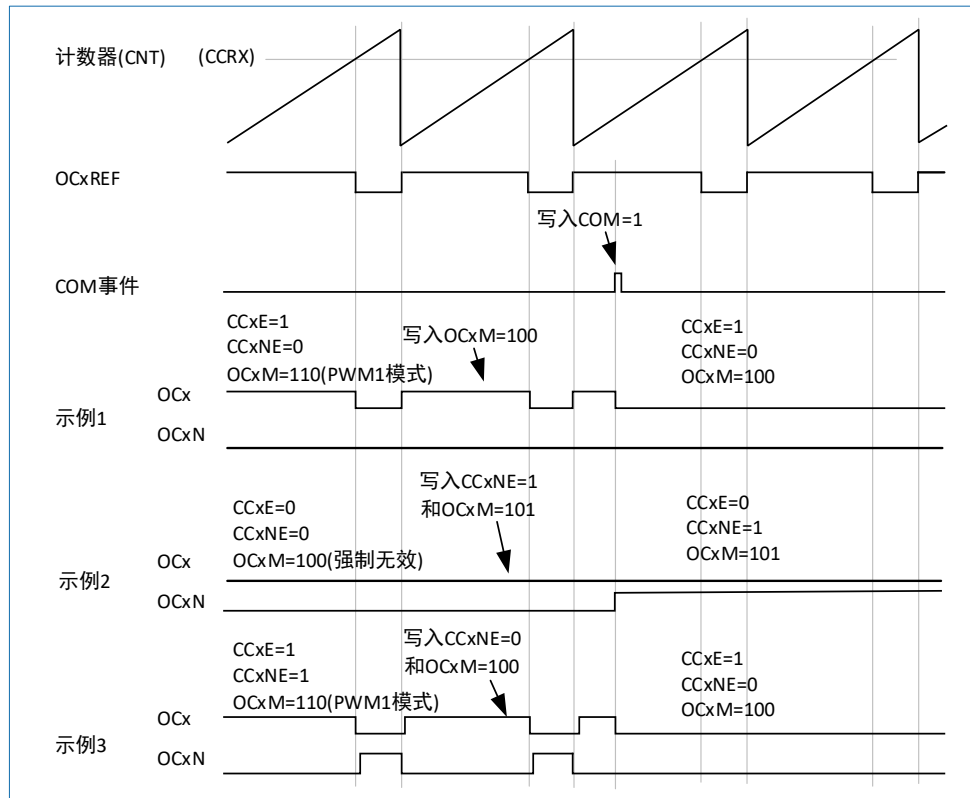 计数器(CNT) (CCRX)
OCxREF
写入COM=1
COM事件
CCxE=1
CCxNE=0
OCxM=110(PWM1模式)
写入OCxM=100
CCxE=1
CCxNE=0
OCxM=100
OCx
示例1
OCxN
写入CCxNE=1
和OCxM=101
CCxE=0
CCxNE=0
OCxM=100(强制无效)
CCxE=0
CCxNE=1
OCxM=101
OCx
示例2
OCxN
写入CCxNE=0
和OCxM=100
CCxE=1
CCxNE=1
OCxM=110(PWM1模式)
CCxE=1
CCxNE=0
OCxM=100
OCx
示例3
OCxN